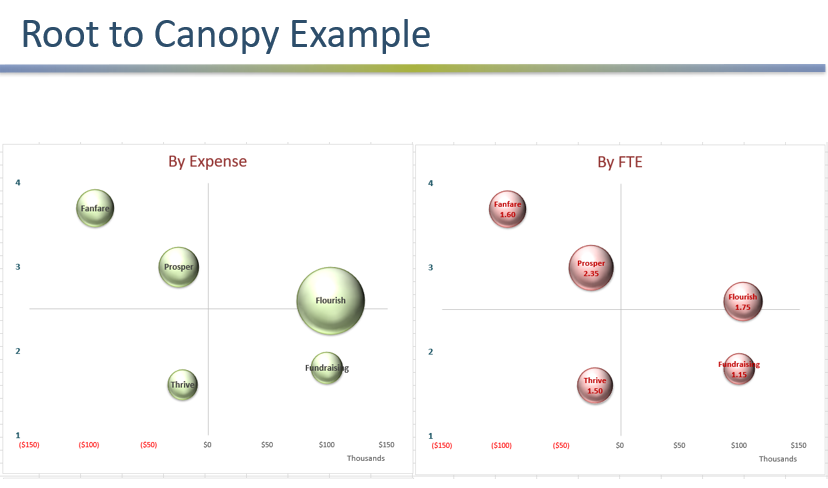 Root to Canopy Example
By Expense
4
Fanfare
3
Prosper
Flourish
2
Fundraising
Thrive
1
($150) ($100) ($50) $0 $50 $100 $150
Thousands
By FTE
4
Fanfare
1.60
3
Prosper
2.35
Flourish
1.75
2
Fundraising
1.15
Thrive
1.50
1
($150) ($100) ($50) $0 $50 $100 $150
Thousands